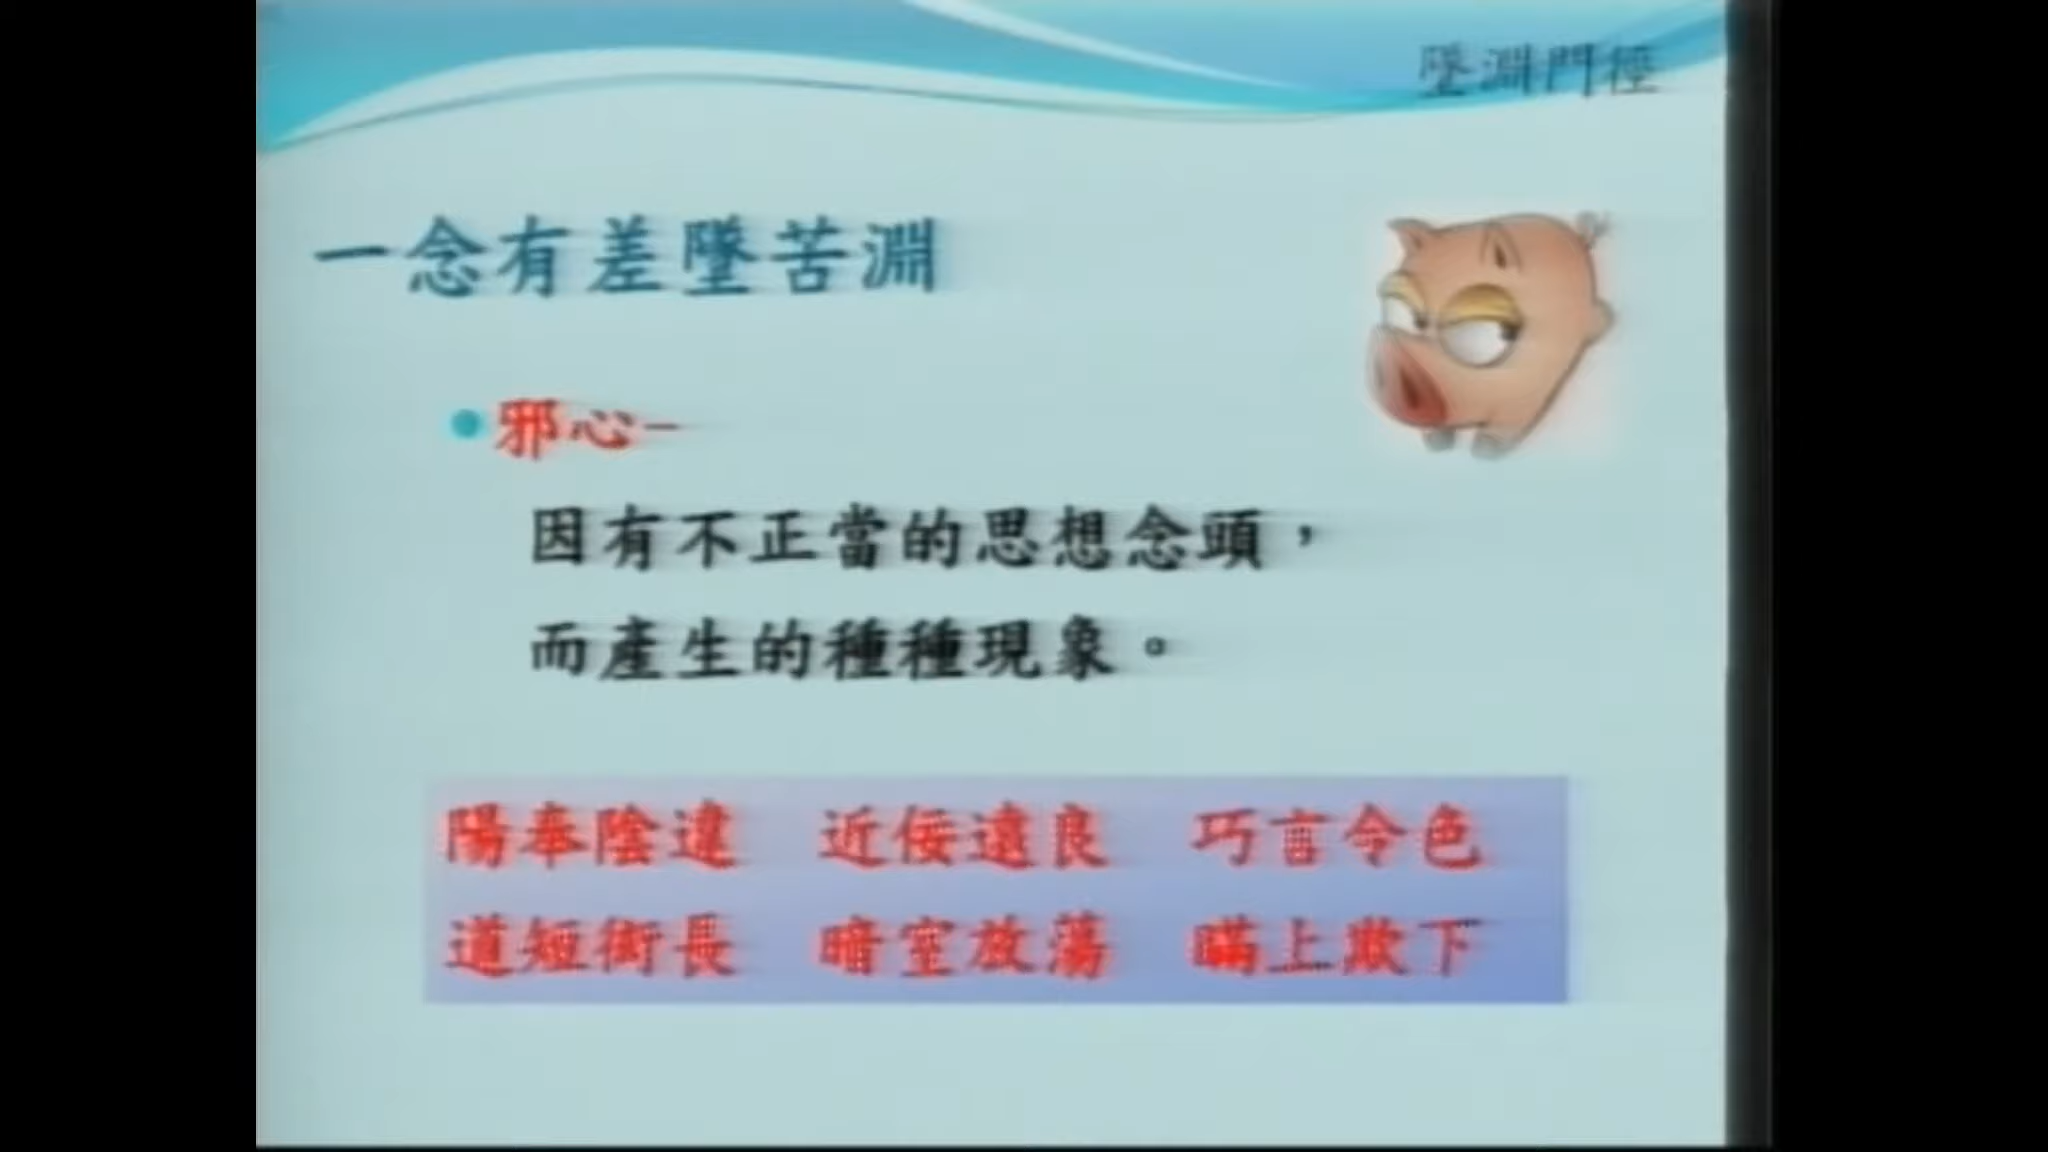 墜淵門徑
一念有差墜苦淵
邪心-
因有不正當的思想念頭，
而產生的種種現象。
陽奉陰違 近佞遠良 巧言令色
道短衒長 暗室放蕩 瞞上欺下